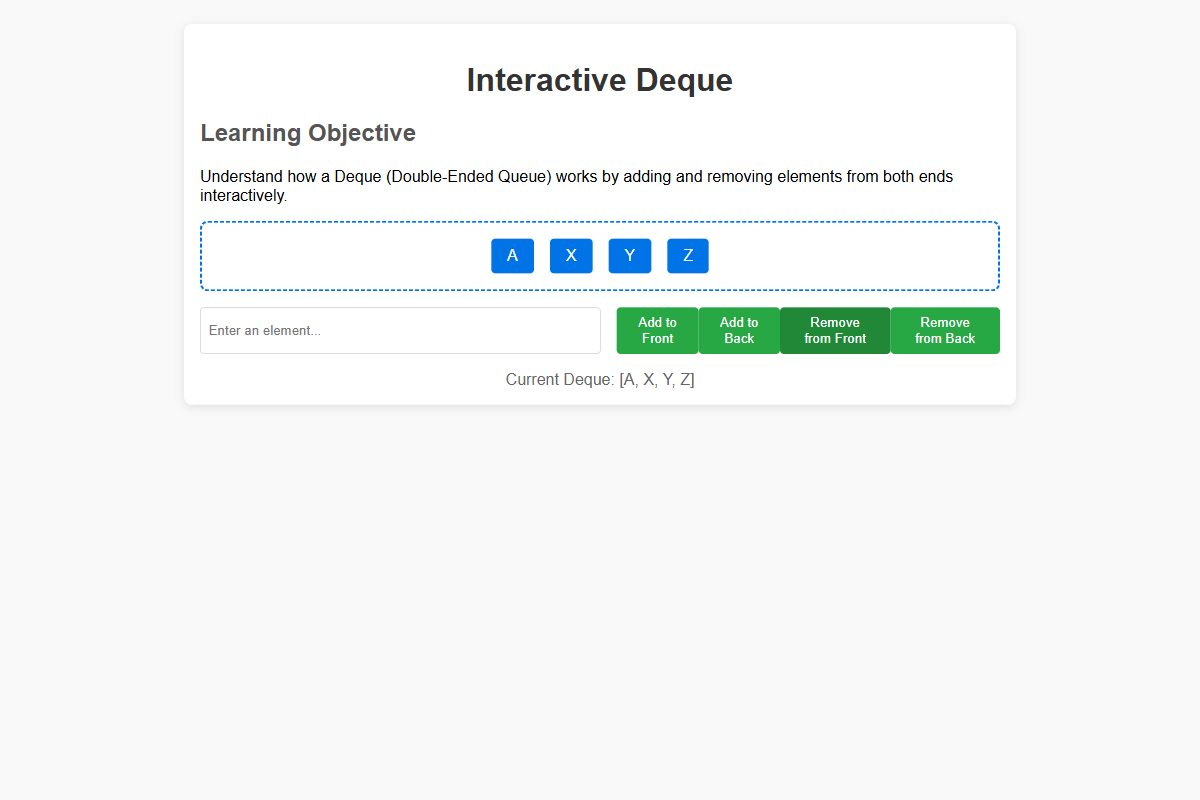 Interactive Deque
Learning Objective
Understand how a Deque (Double-Ended Queue) works by adding and removing elements from both ends
interactively.
A X Y Z
Enter an element...
Add to
Front
Add to
Back
Remove
from Front
Remove
from Back
Current Deque: [A, X, Y, Z]